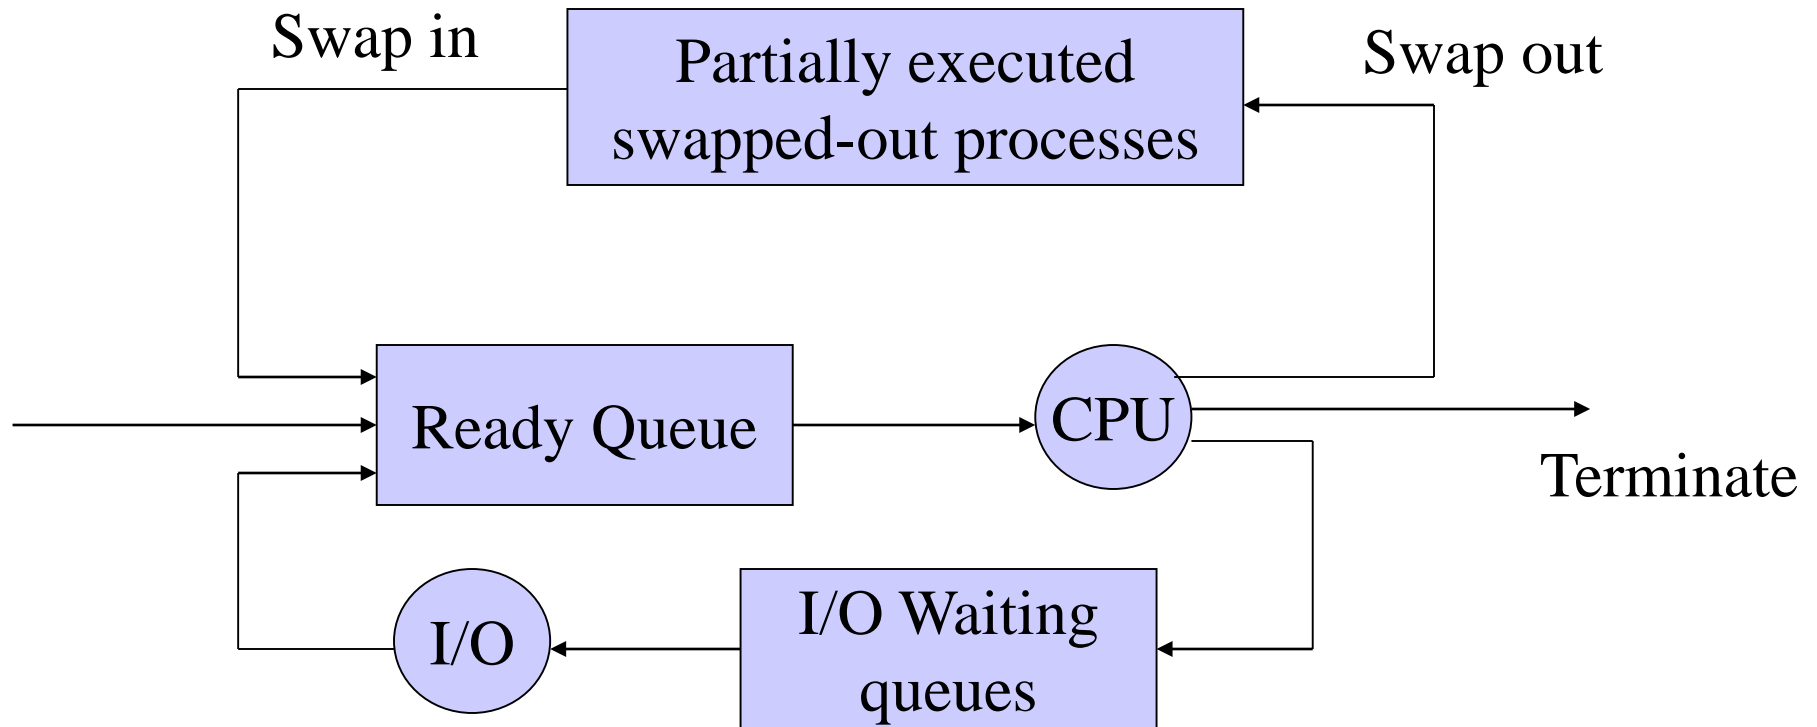 Swap in
Partially executed
swapped-out processes
Swap out
Ready Queue
CPU
Terminate
I/O
I/O Waiting
queues